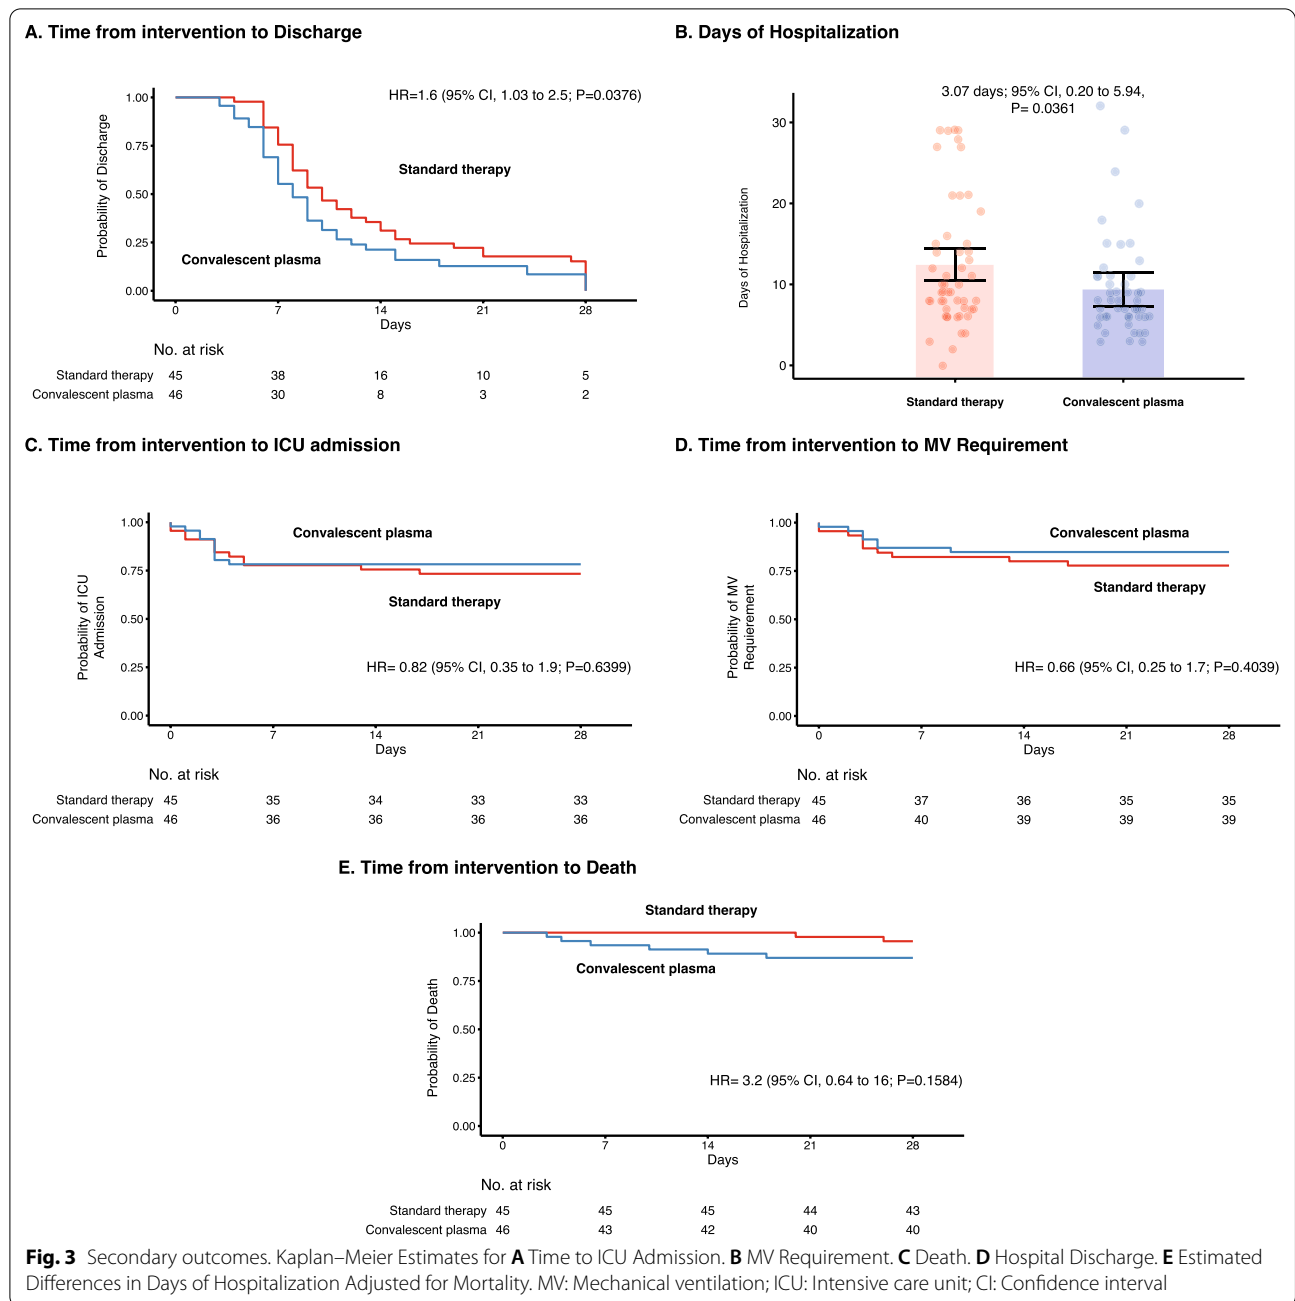 A. Time from intervention to Discharge
HR=1.6 (95% CI, 1.03 to 2.5; P=0.0376)
Probability of Discharge
1.00
0.75
0.50
0.25
0.00
Standard therapy
Convalescent plasma
0 7 14 21 28
Days
No. at risk
Standard therapy 45 38 16 10 5
Convalescent plasma 46 30 8 3 2
B. Days of Hospitalization
3.07 days; 95% CI, 0.20 to 5.94,
P= 0.0361
Days of Hospitalization
30
20
10
0
Standard therapy Convalescent plasma
C. Time from intervention to ICU admission
Probability of ICU
Admission
1.00
0.75
0.50
0.25
0.00
Convalescent plasma
Standard therapy
HR= 0.82 (95% CI, 0.35 to 1.9; P=0.6399)
0 7 14 21 28
Days
No. at risk
Standard therapy 45 35 34 33 33
Convalescent plasma 46 36 36 36 36
D. Time from intervention to MV Requirement
Probability of MV
Requierement
1.00
0.75
0.50
0.25
0.00
Convalescent plasma
Standard therapy
HR= 0.66 (95% CI, 0.25 to 1.7; P=0.4039)
0 7 14 21 28
Days
No. at risk
Standard therapy 45 37 36 35 35
Convalescent plasma 46 40 39 39 39
E. Time from intervention to Death
Standard therapy
Probability of Death
1.00
0.75
0.50
0.25
0.00
Convalescent plasma
HR= 3.2 (95% CI, 0.64 to 16; P=0.1584)
0 7 14 21 28
Days
No. at risk
Standard therapy 45 45 45 44 43
Convalescent plasma 46 43 42 40 40
Fig. 3 Secondary outcomes. Kaplan–Meier Estimates for A Time to ICU Admission. B MV Requirement. C Death. D Hospital Discharge. E Estimated
Differences in Days of Hospitalization Adjusted for Mortality. MV: Mechanical ventilation; ICU: Intensive care unit; CI: Confidence interval